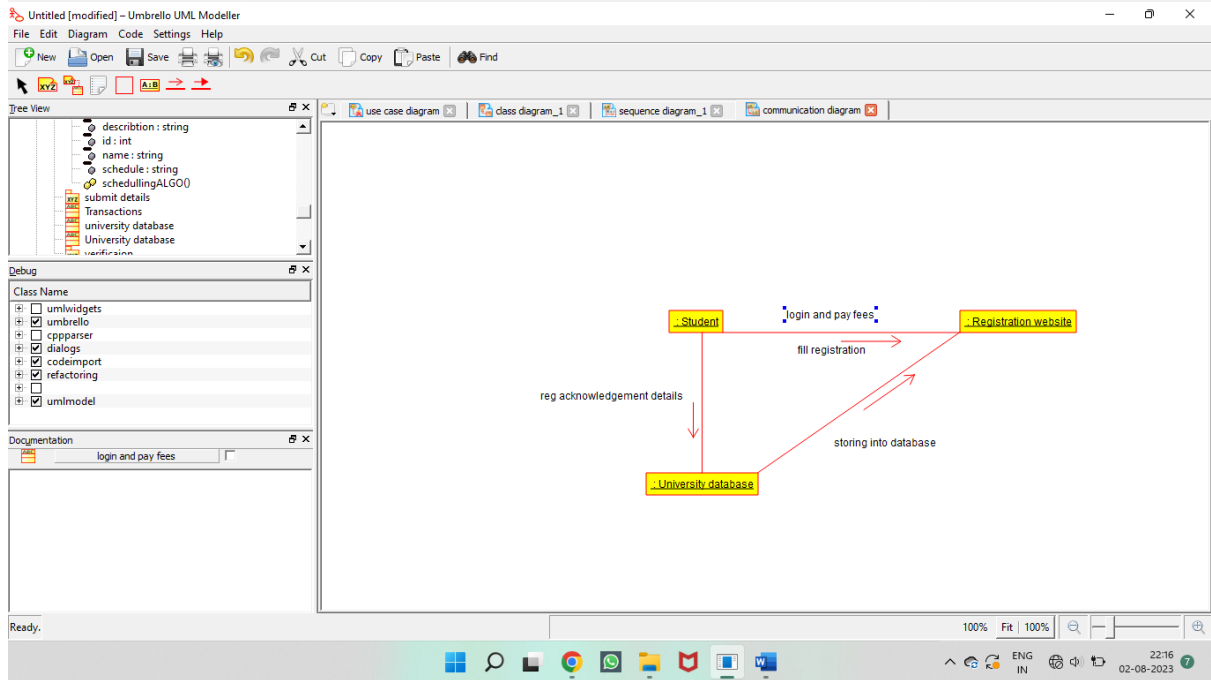 Untitled [modified] – Umbrello UML Modeller
File Edit Diagram Code Settings Help
New Open Save Cut Copy Paste Find
XYZ XYZ A:B
Tree View
use case diagram class diagram_1 sequence diagram_1 communication diagram
describtion : string
id : int
name : string
schedule : string
schedullingALGO()
submit details
Transactions
university database
University database
verificaion
Debug
Class Name
umlwidgets
umbrello
cppparser
dialogs
codeimport
refactoring
umlmodel
Documentation
login and pay fees
login and pay fees
: Student
: Registration website
fill registration
reg acknowledgement details
storing into database
: University database
Ready.
100% Fit 100%
ENG
IN
22:16
02-08-2023
7